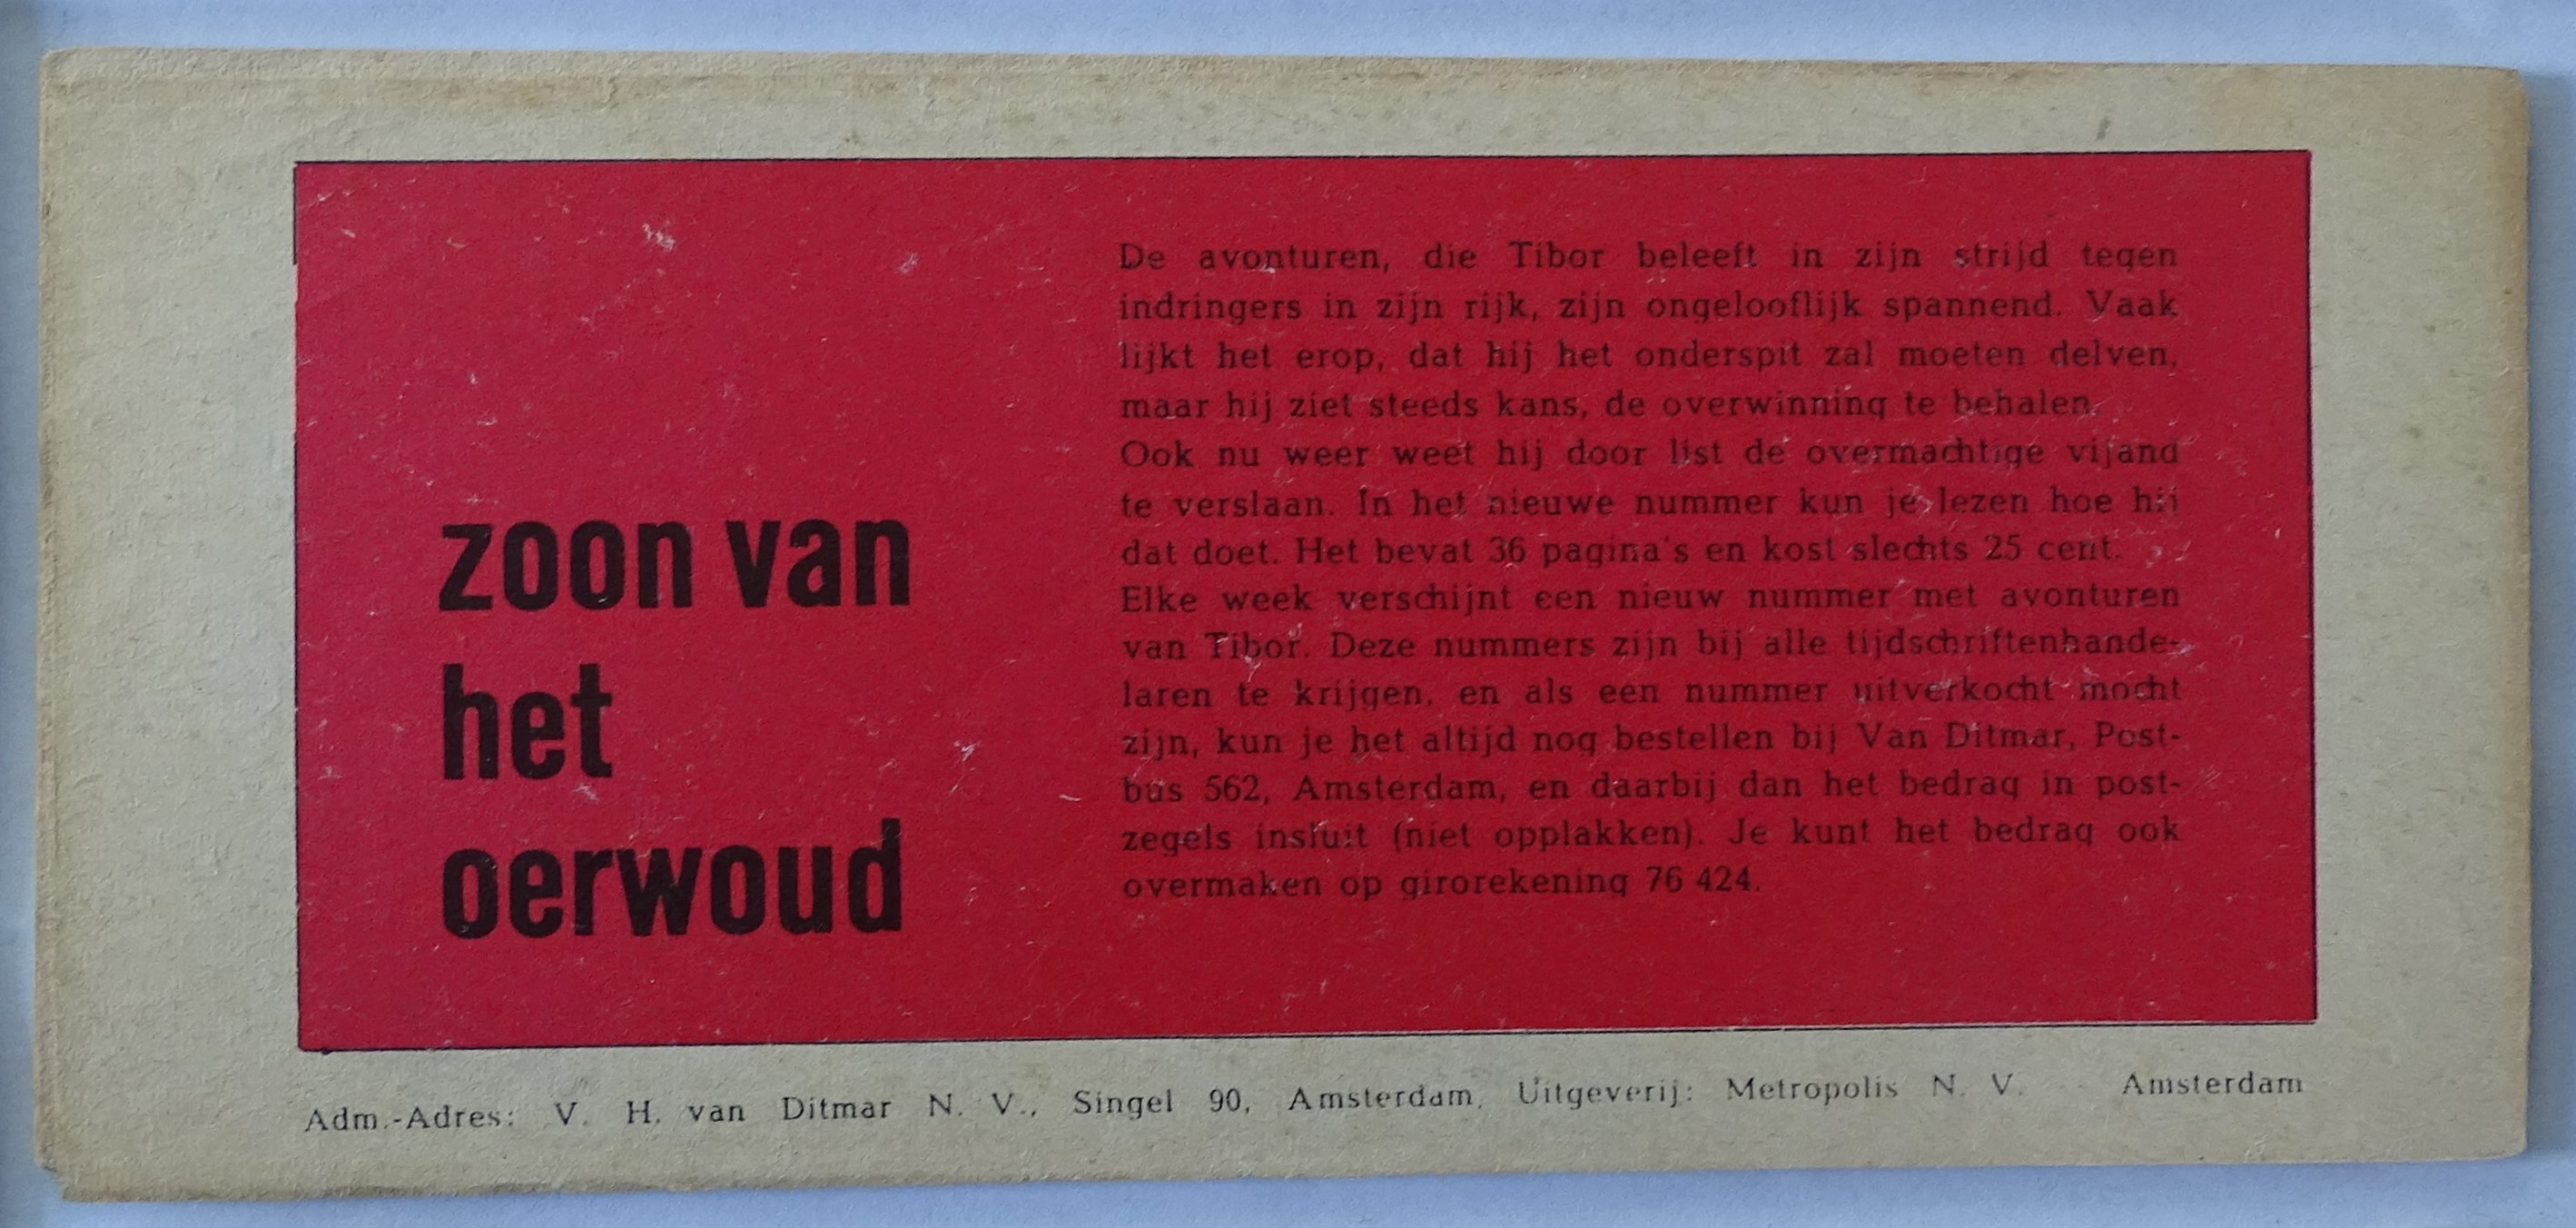 zoon van
het
oerwoud
De avonturen, die Tibor beleeft in zijn strijd tegen
indringers in zijn rijk, zijn ongelooflijk spannend. Vaak
lijkt het erop, dat hij het onderspit zal moeten delven,
maar hij ziet steeds kans, de overwinning te behalen.
Ook nu weer weet hij door list de overmachtige vijand
te verslaan. In het nieuwe nummer kun je lezen hoe hij
dat doet. Het bevat 36 pagina's en kost slechts 25 cent.
Elke week verschijnt een nieuw nummer met avonturen
van Tibor. Deze nummers zijn bij alle tijdschriftenhande-
laren te krijgen, en als een nummer uitverkocht mocht
zijn, kun je het altijd nog bestellen bij Van Ditmar, Post-
bus 562, Amsterdam, en daarbij dan het bedrag in post-
zegels insluit (niet opplakken). Je kunt het bedrag ook
overmaken op girorekening 76 424.
Adm.-Adres: V. H. van Ditmar N. V., Singel 90, Amsterdam. Uitgeverij: Metropolis N. V. - Amsterdam